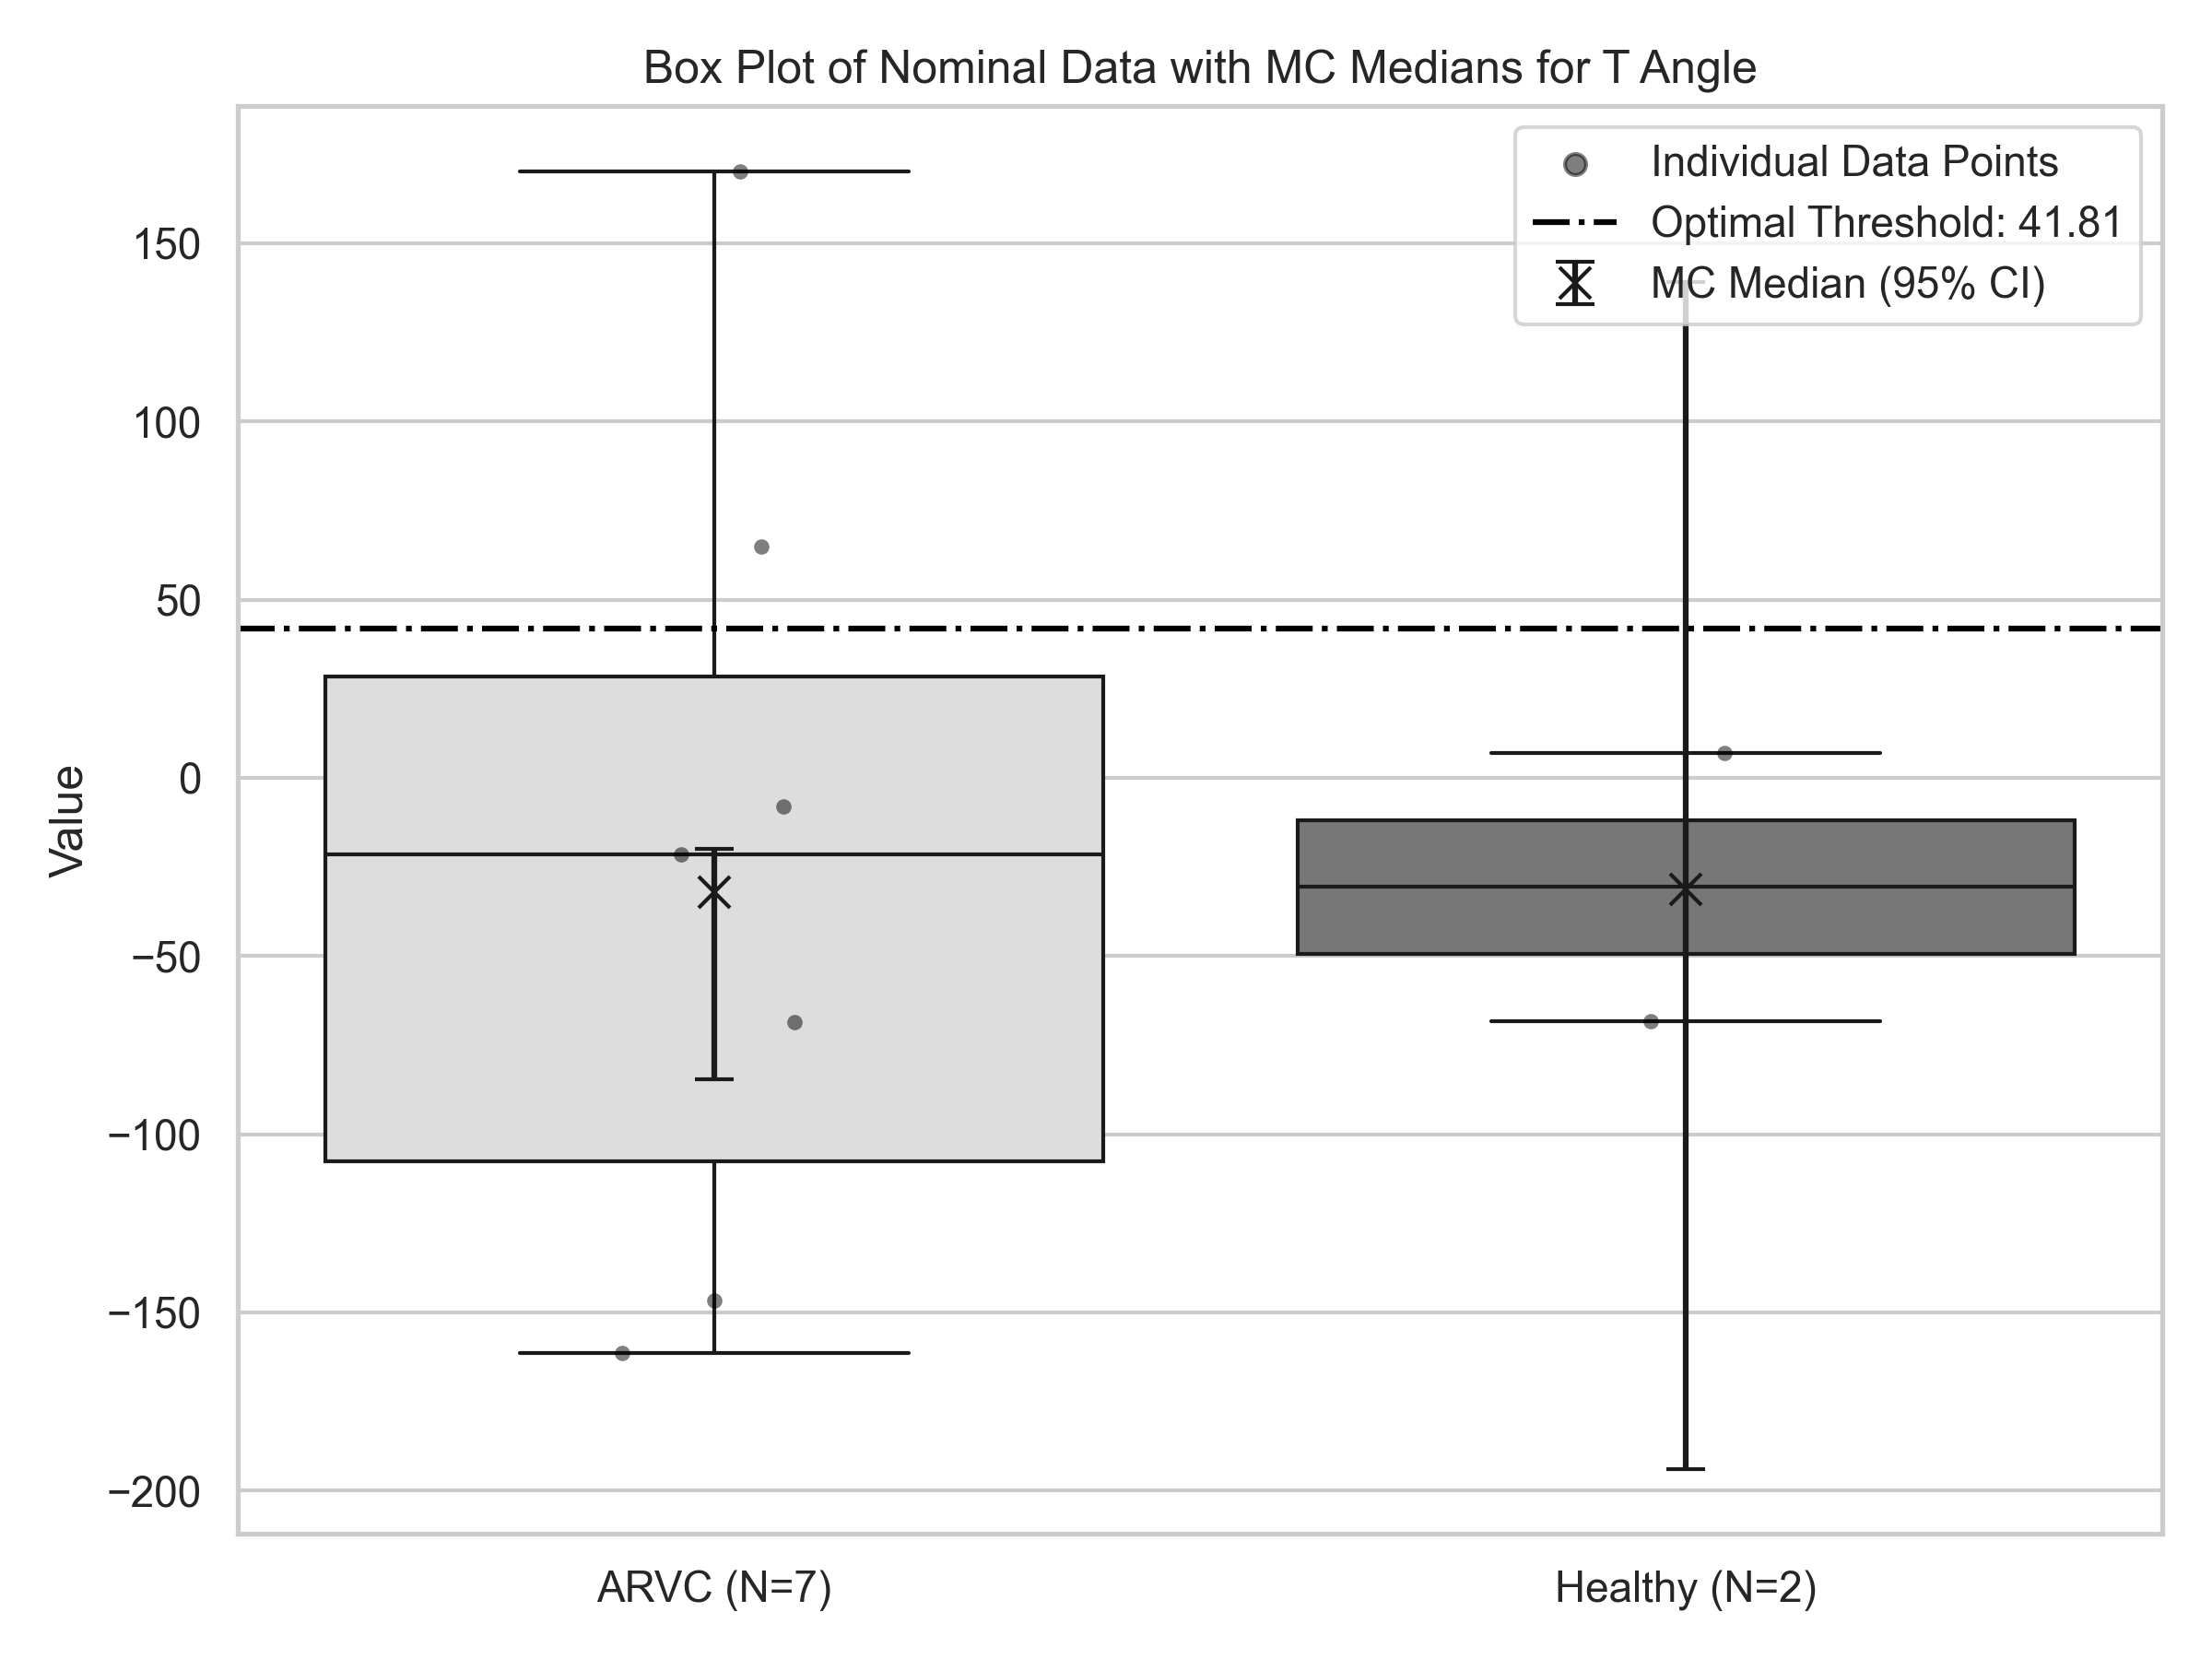 Box Plot of Nominal Data with MC Medians for T Angle
Individual Data Points
Optimal Threshold: 41.81
MC Median (95% CI)
Value
150
100
50
0
−50
−100
−150
−200
ARVC (N=7)
Healthy (N=2)